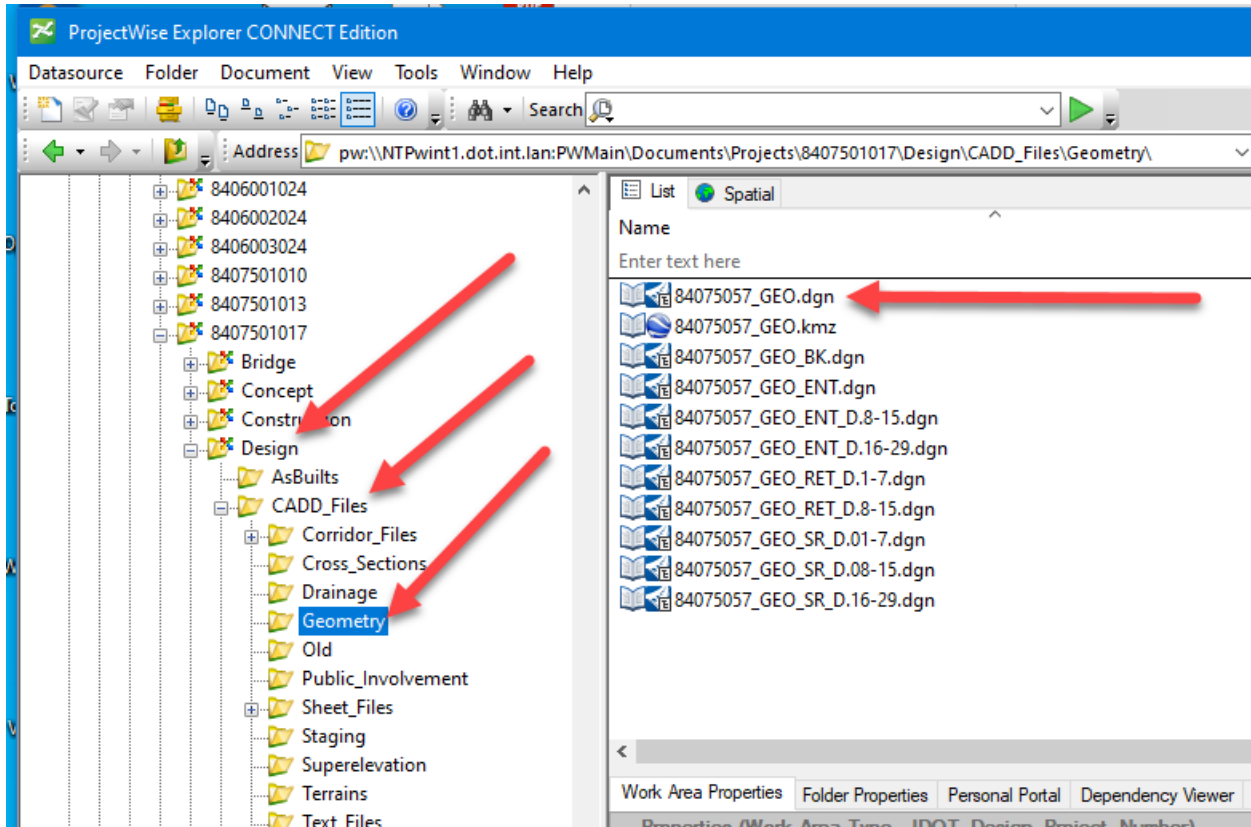 ProjectWise Explorer CONNECT Edition
Datasource Folder Document View Tools Window Help
Search
Address pw:\\NTPwint1.dot.int.lan:PWMain\Documents\Projects\8407501017\Design\CADD_Files\Geometry\
8406001024
8406002024
8406003024
8407501010
8407501013
8407501017
Bridge
Concept
Design
AsBuilts
CADD_Files
Corridor_Files
Cross_Sections
Drainage
Geometry
Old
Public_Involvement
Sheet_Files
Staging
Superelevation
Terrains
Text_Files
List Spatial
Name
Enter text here
84075057_GEO.dgn
84075057_GEO.kmz
84075057_GEO_BK.dgn
84075057_GEO_ENT.dgn
84075057_GEO_ENT_D.8-15.dgn
84075057_GEO_ENT_D.16-29.dgn
84075057_GEO_RET_D.1-7.dgn
84075057_GEO_RET_D.8-15.dgn
84075057_GEO_SR_D.01-7.dgn
84075057_GEO_SR_D.08-15.dgn
84075057_GEO_SR_D.16-29.dgn
Work Area Properties Folder Properties Personal Portal Dependency Viewer